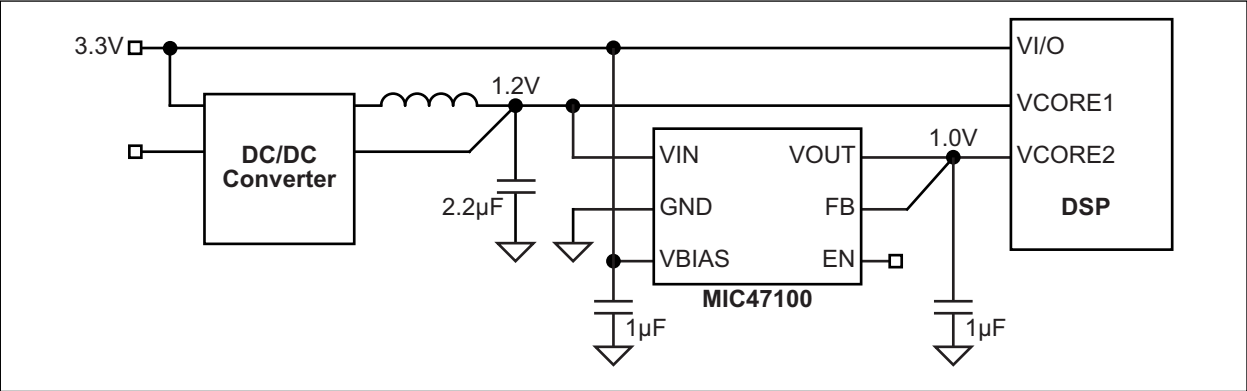 3.3V
VI/O
1.2V
VCORE1
1.0V
DC/DC
Converter
VIN
VOUT
VCORE2
2.2µF
GND
FB
DSP
VBIAS
EN
MIC47100
1µF
1µF